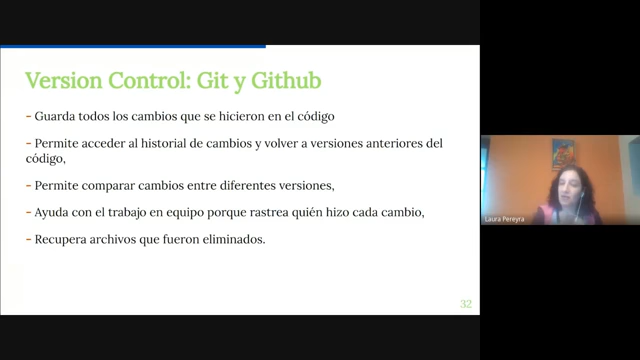 Version Control: Git y Github
- Guarda todos los cambios que se hicieron en el código
- Permite acceder al historial de cambios y volver a versiones anteriores del
código,
- Permite comparar cambios entre diferentes versiones,
- Ayuda con el trabajo en equipo porque rastrea quién hizo cada cambio,
- Recupera archivos que fueron eliminados.
Laura Pereyra
32